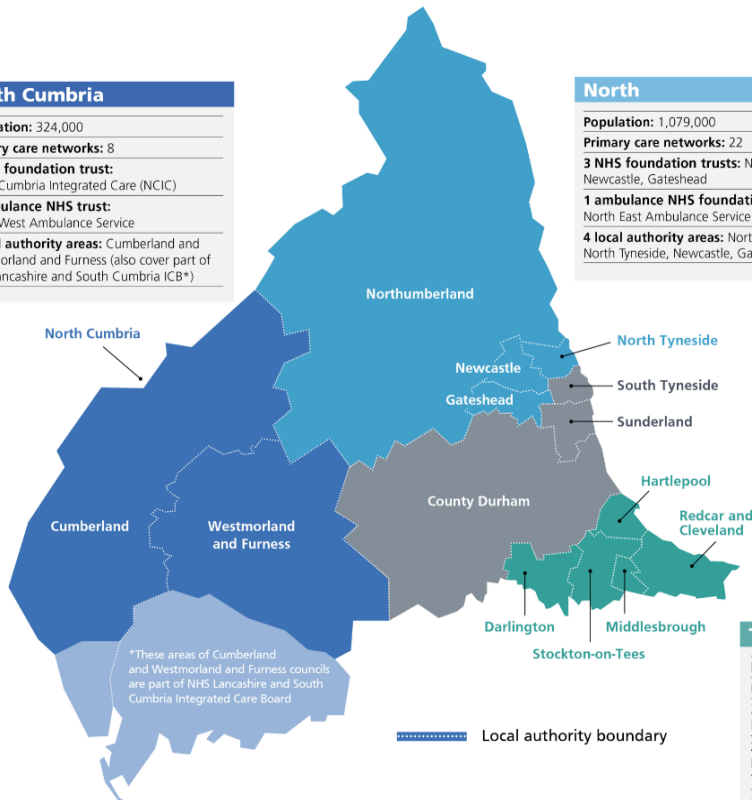 th Cumbria
ation: 324,000
ry care networks: 8
foundation trust:
Cumbria Integrated Care (NCIC)
bulance NHS trust:
West Ambulance Service
l authority areas: Cumberland and
orland and Furness (also cover part of
ancashire and South Cumbria ICB*)
North
Population: 1,079,000
Primary care networks: 22
3 NHS foundation trusts: N
Newcastle, Gateshead
1 ambulance NHS foundati
North East Ambulance Service
4 local authority areas: Nort
North Tyneside, Newcastle, Ga
Northumberland
North Cumbria
North Tyneside
Newcastle
South Tyneside
Gateshead
Sunderland
Hartlepool
County Durham
Redcar and
Cleveland
Cumberland
Westmorland
and Furness
Darlington
Middlesbrough
Stockton-on-Tees
*These areas of Cumberland
and Westmorland and Furness councils
are part of NHS Lancashire and South
Cumbria Integrated Care Board
Local authority boundary
T